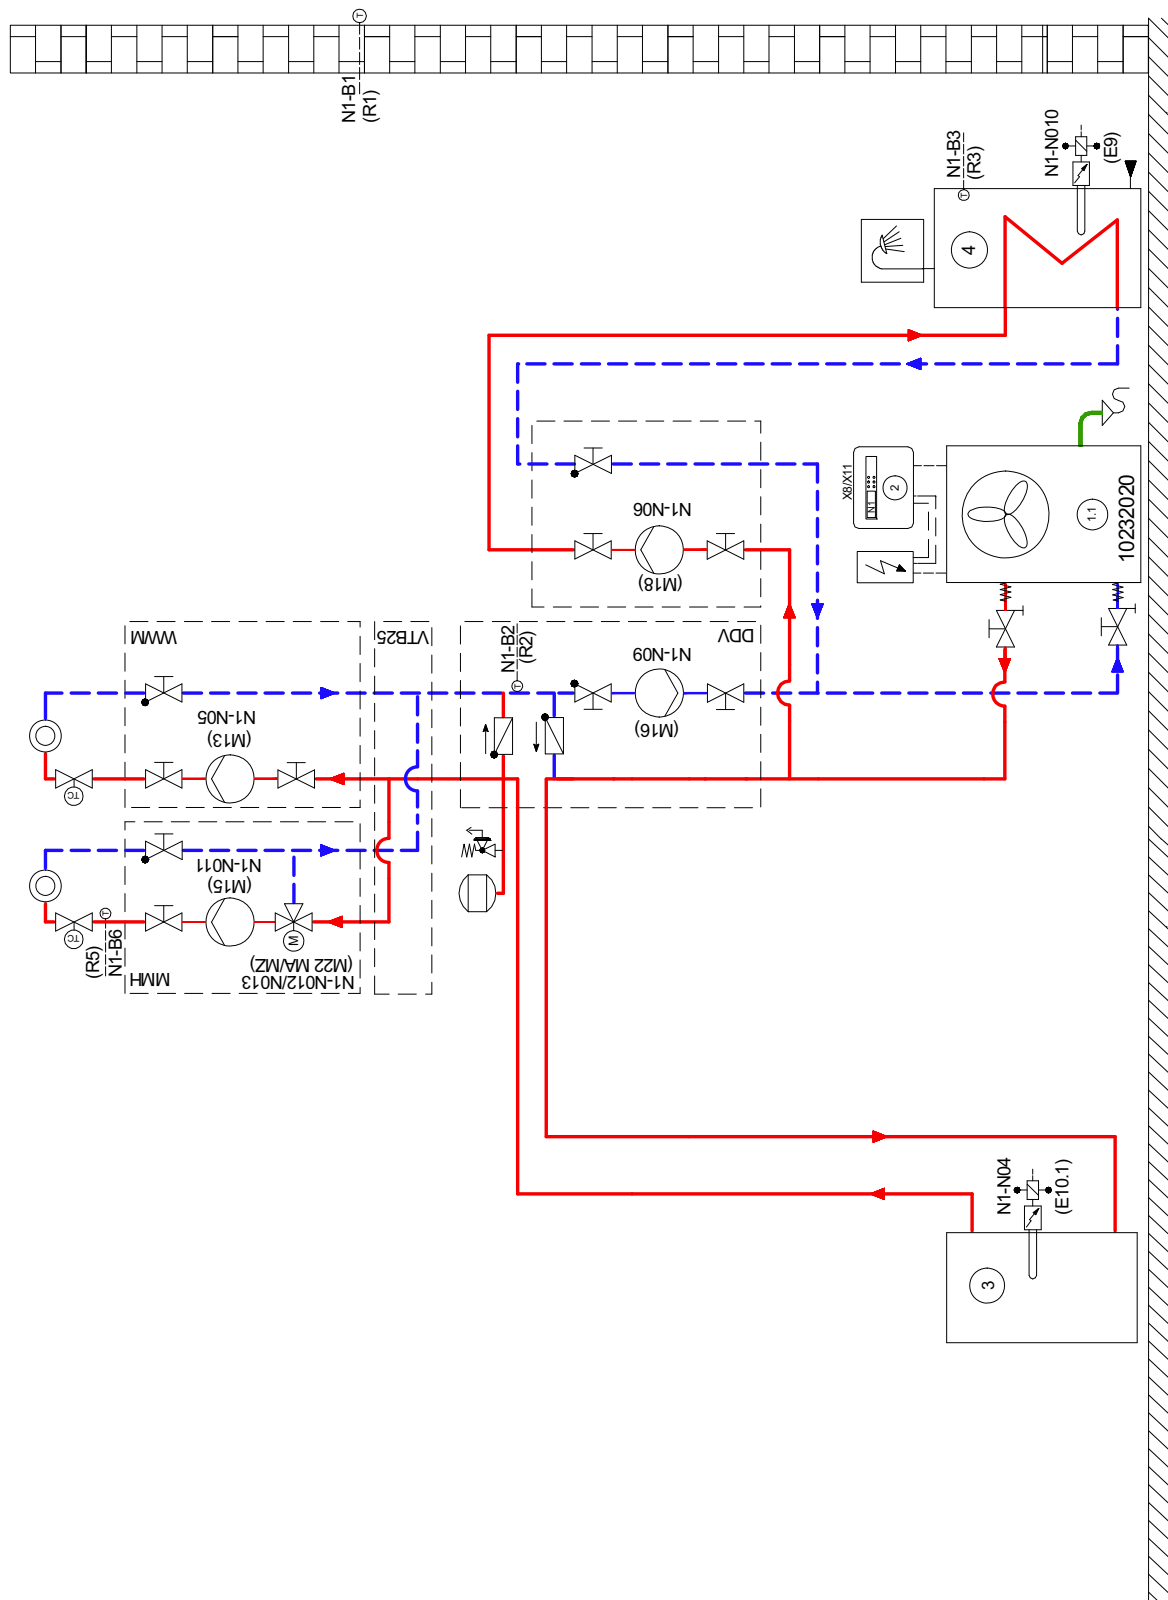 T
N1-B1
(R1)
N1-B3
(R3)
T
N1-N010
(E9)
4
X8/X11
N1
2
1.1
10232020
N1-N06
(M18)
WWM
N1-N05
(M13)
TC
VTB25
N1-B2
(R2)
T
DDV
N1-N09
(M16)
MMH
N1-N011
(M15)
TC
T
(R5)
N1-B6
M
N1-N012/N013
(M22 MA/MZ)
N1-N04
(E10.1)
3